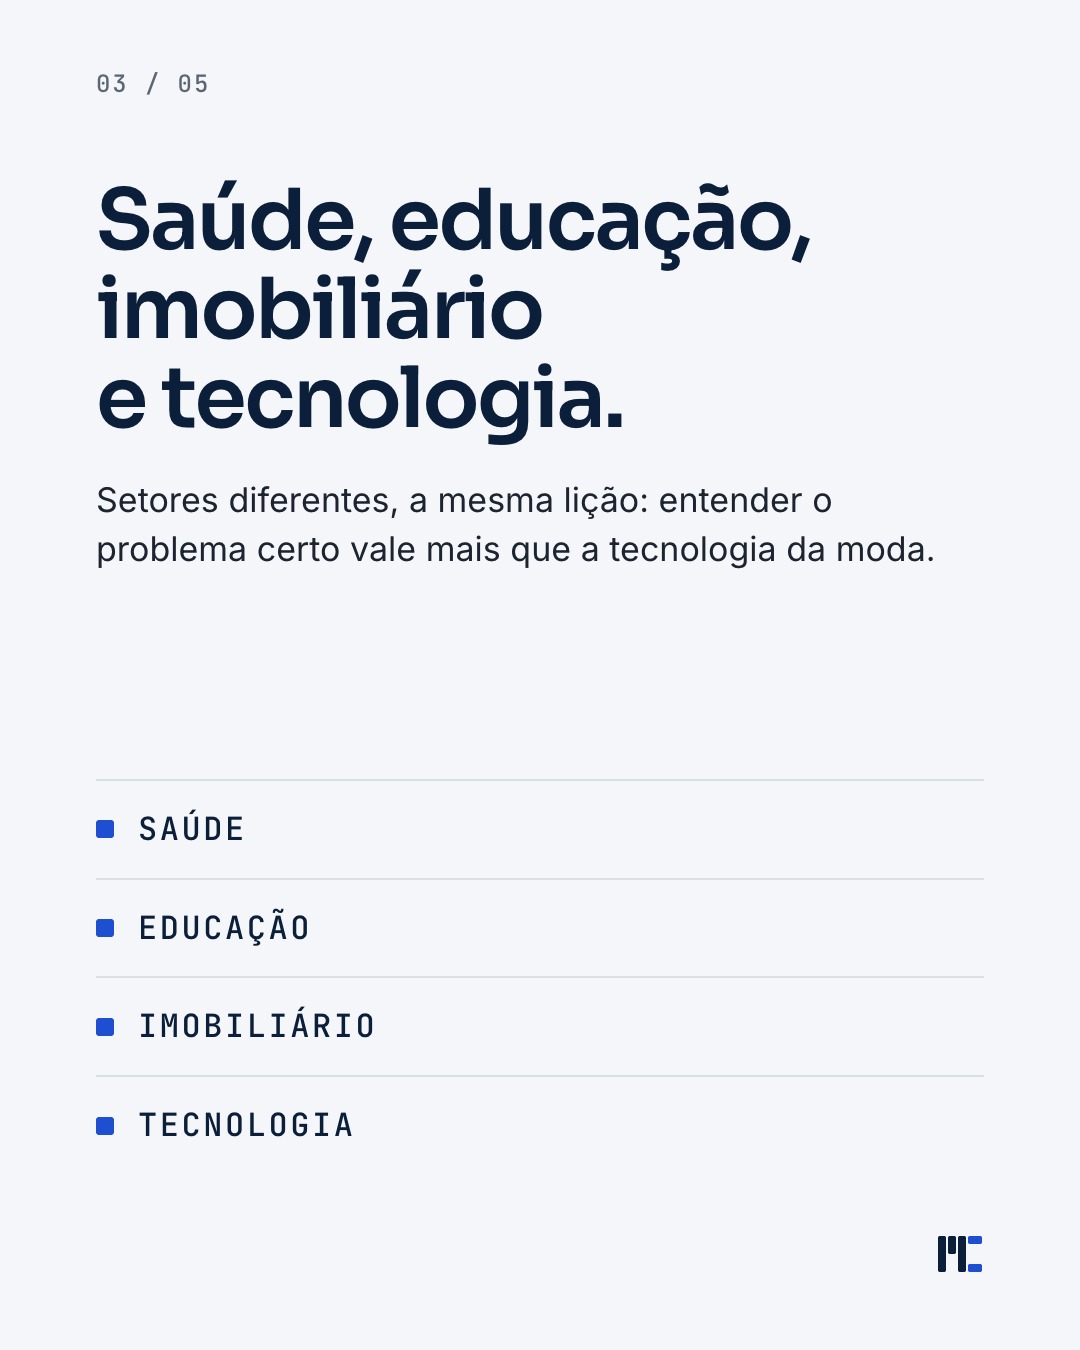 03 / 05
Saúde, educação,
imobiliário
e tecnologia.
Setores diferentes, a mesma lição: entender o
problema certo vale mais que a tecnologia da moda.
SAÚDE
EDUCAÇÃO
IMOBILIÁRIO
TECNOLOGIA
MC